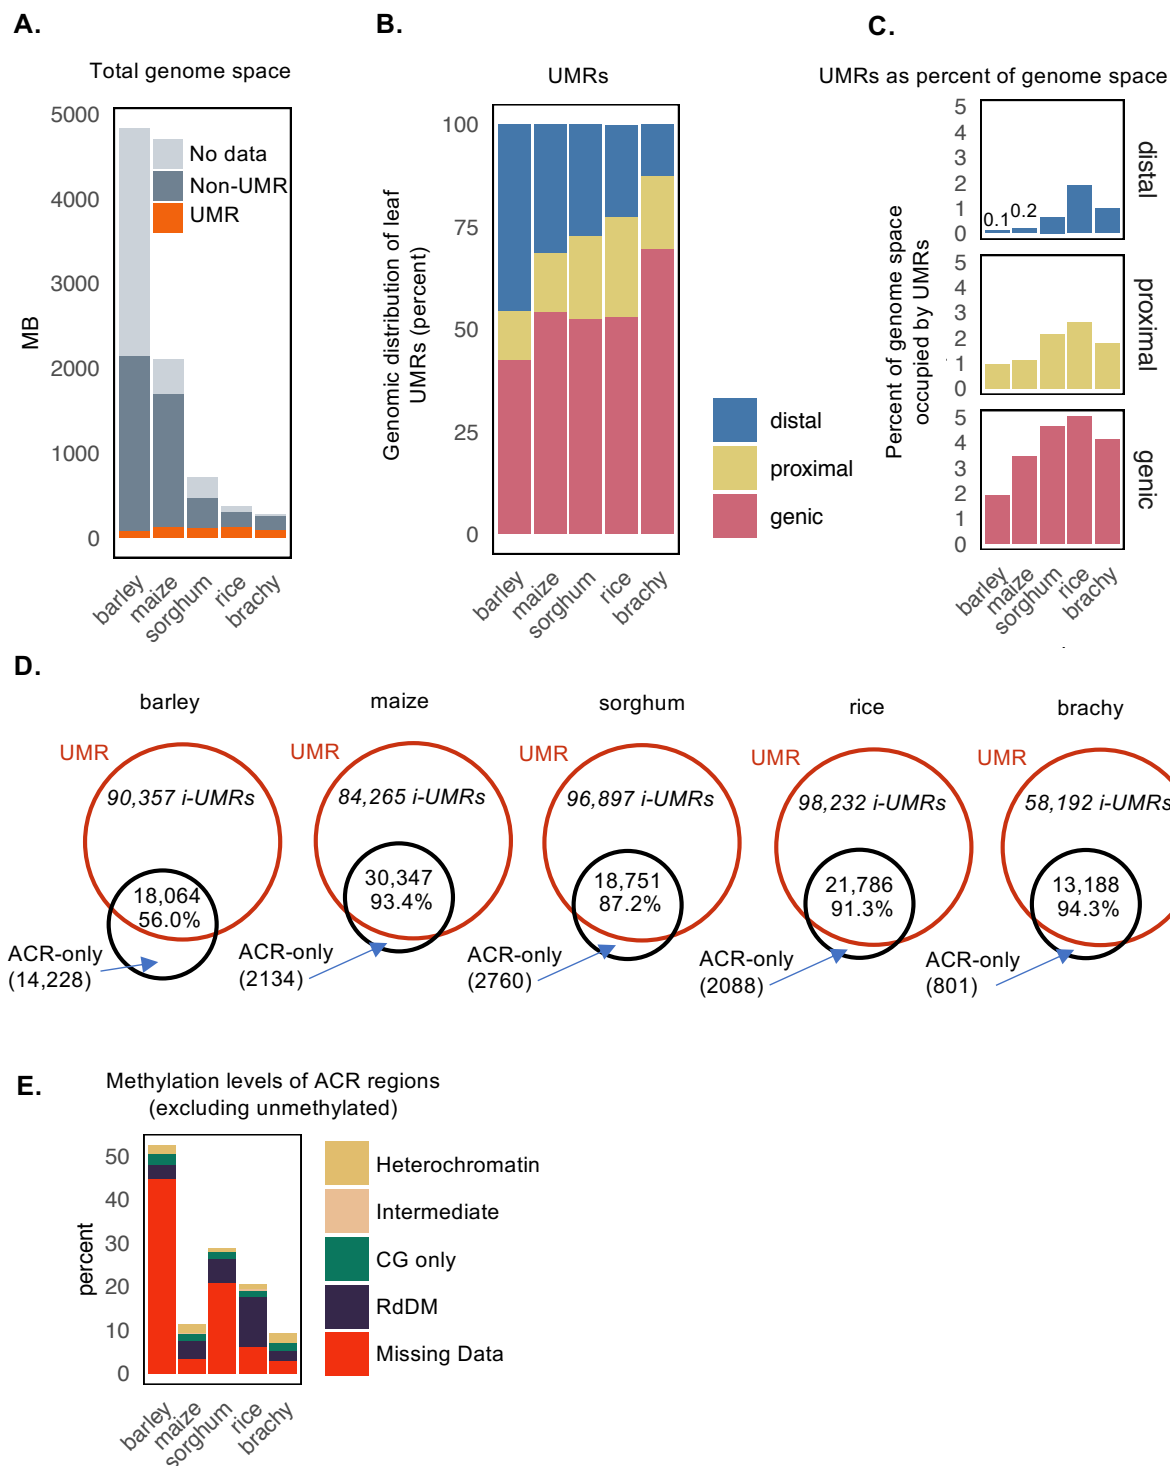 A.
Total genome space
5000
4000
3000
2000
1000
0
MB
No data
Non-UMR
UMR
barley
maize
sorghum
rice
brachy
B.
UMRs
100
75
50
25
0
Genomic distribution of leaf
UMRs (percent)
barley
maize
sorghum
rice
brachy
distal
proximal
genic
C.
UMRs as percent of genome space
Percent of genome space
occupied by UMRs
5
4
3
2
1
0
0.1
0.2
distal
5
4
3
2
1
0
proximal
5
4
3
2
1
0
genic
barley
maize
sorghum
rice
brachy
D.
barley
UMR
90,357 i-UMRs
18,064
56.0%
ACR-only
(14,228)
maize
UMR
84,265 i-UMRs
30,347
93.4%
ACR-only
(2134)
sorghum
UMR
96,897 i-UMRs
18,751
87.2%
ACR-only
(2760)
rice
UMR
98,232 i-UMRs
21,786
91.3%
ACR-only
(2088)
brachy
UMR
58,192 i-UMRs
13,188
94.3%
ACR-only
(801)
E.
Methylation levels of ACR regions
(excluding unmethylated)
percent
50
40
30
20
10
0
barley
maize
sorghum
rice
brachy
Heterochromatin
Intermediate
CG only
RdDM
Missing Data